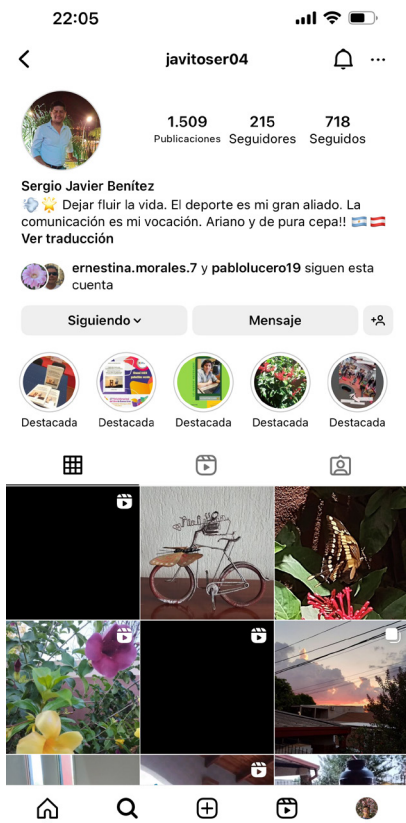 22:05
javitoser04
1.509 215 718
Publicaciones Seguidores Seguidos
Sergio Javier Benítez
💨🌟 Dejar fluir la vida. El deporte es mi gran aliado. La
comunicación es mi vocación. Ariano y de pura cepa!! 🇦🇷🇦🇹
Ver traducción
ernestina.morales.7 y pablolucero19 siguen esta
cuenta
Siguiendo
Mensaje
Destacada Destacada Destacada Destacada Destacada